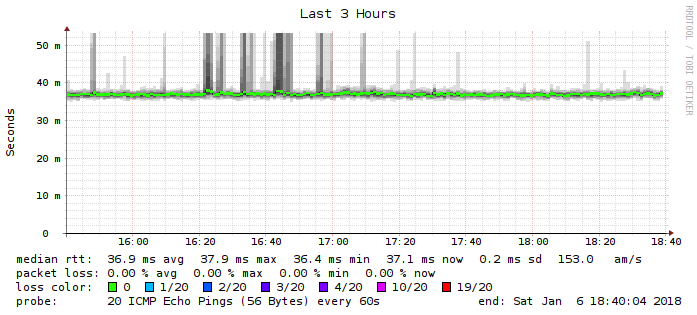 Last 3 Hours
RRDTOOL / TOBI OETIKER
Seconds
50 m
40 m
30 m
20 m
10 m
0
16:00 16:20 16:40 17:00 17:20 17:40 18:00 18:20 18:40
median rtt: 36.9 ms avg 37.9 ms max 36.4 ms min 37.1 ms now 0.2 ms sd 153.0 am/s
packet loss: 0.00 % avg 0.00 % max 0.00 % min 0.00 % now
loss color: 0 1/20 2/20 3/20 4/20 10/20 19/20
probe: 20 ICMP Echo Pings (56 Bytes) every 60s end: Sat Jan 6 18:40:04 2018